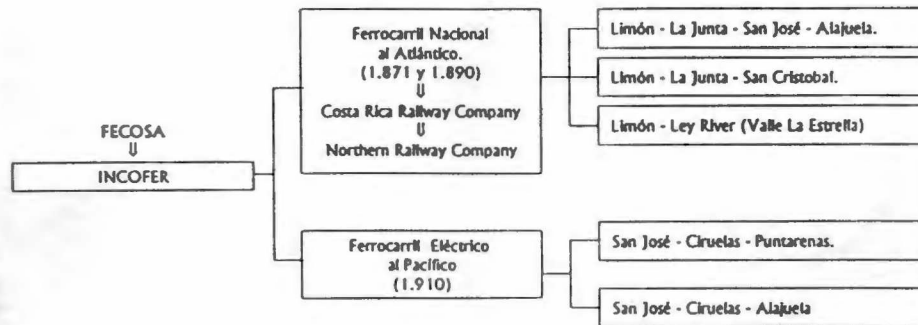 FECOSA
⇓
INCOFER
Ferrocarril Nacional
al Atlántico.
(1.871 y 1.890)
⇓
Costa Rica Railway Company
⇓
Northern Railway Company
Limón - La Junta - San José - Alajuela.
Limón - La Junta - San Cristobal.
Limón - Ley River (Valle La Estrella)
Ferrocarril Eléctrico
al Pacífico
(1.910)
San José - Ciruelas - Puntarenas.
San José - Ciruelas - Alajuela